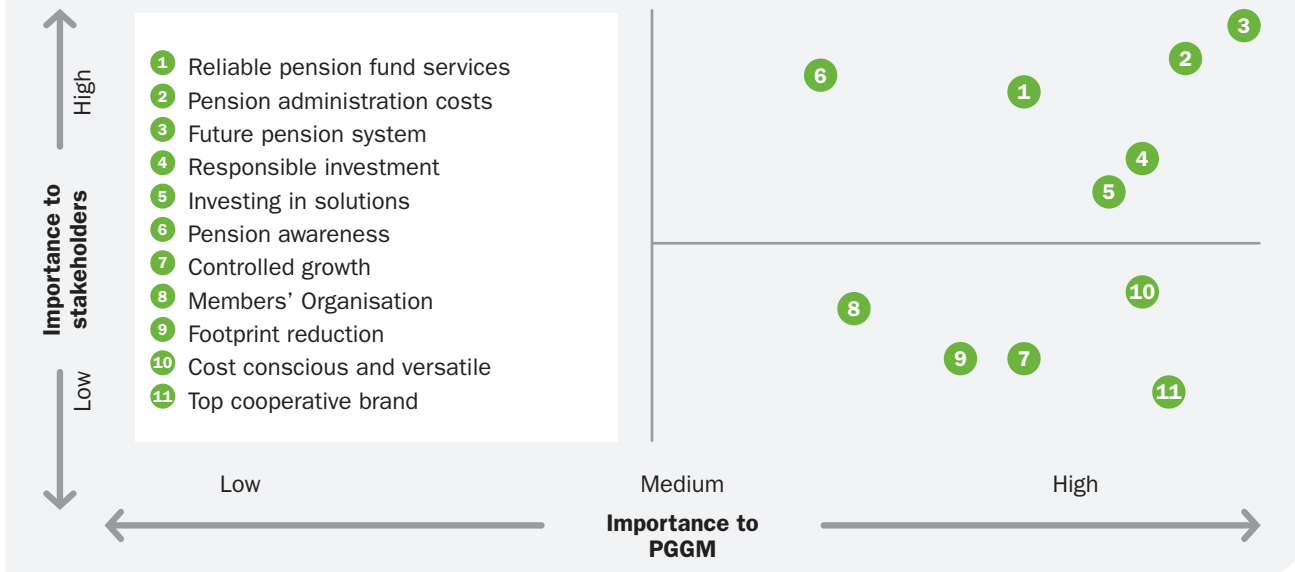 High
Importance to
stakeholders
Low
1 Reliable pension fund services
2 Pension administration costs
3 Future pension system
4 Responsible investment
5 Investing in solutions
6 Pension awareness
7 Controlled growth
8 Members’ Organisation
9 Footprint reduction
10 Cost conscious and versatile
11 Top cooperative brand
3
2
6
1
4
5
10
8
9
7
11
Low
Medium
High
Importance to
PGGM